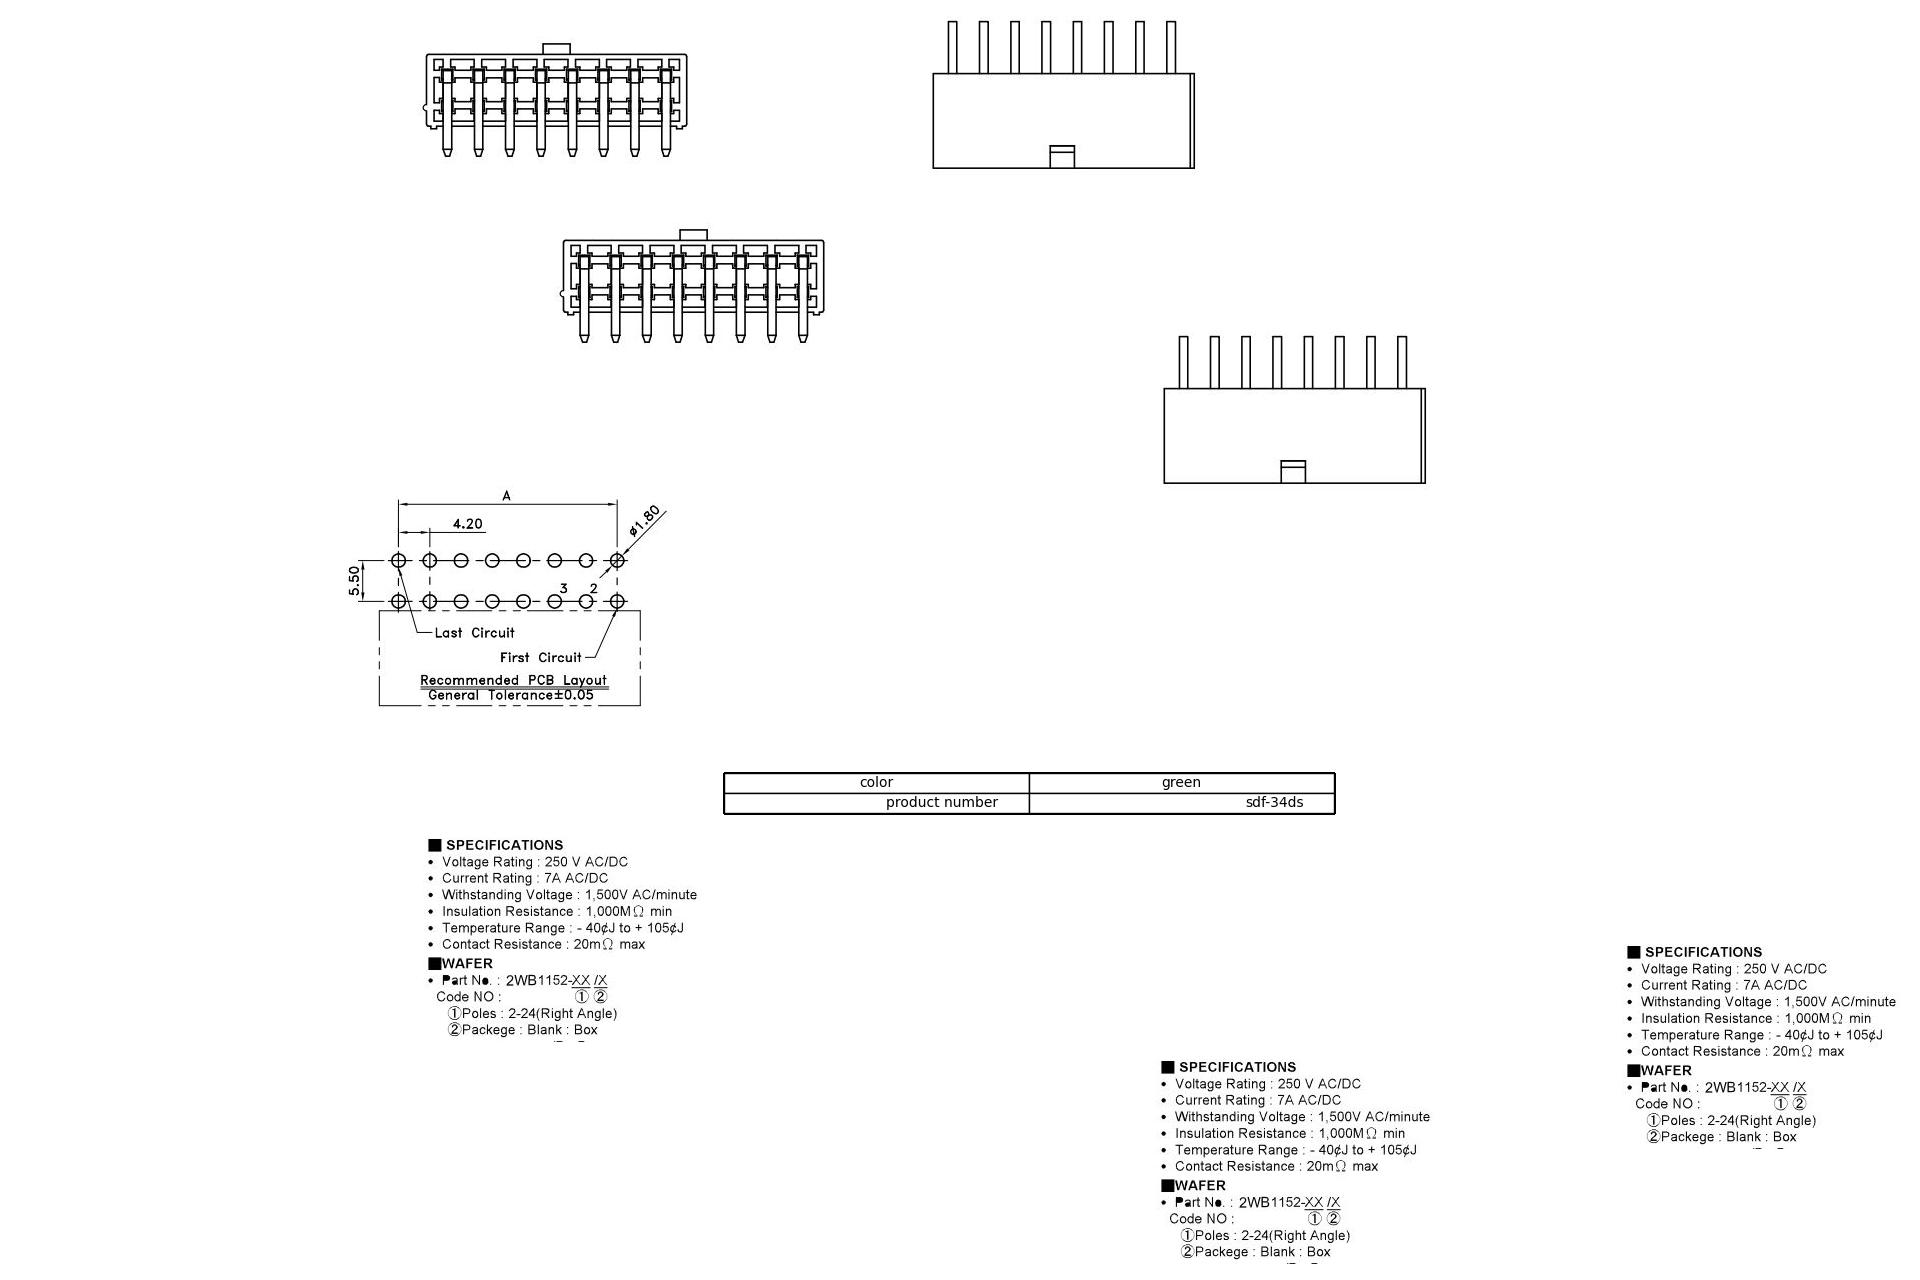 A
4.20
ø1.80
5.50
3 2
Last Circuit
First Circuit
Recommended PCB Layout
General Tolerance±0.05
color green
product number sdf-34ds
■ SPECIFICATIONS
• Voltage Rating : 250 V AC/DC
• Current Rating : 7A AC/DC
• Withstanding Voltage : 1,500V AC/minute
• Insulation Resistance : 1,000MΩ min
• Temperature Range : - 40¢J to + 105¢J
• Contact Resistance : 20mΩ max
■WAFER
• Part No. : 2WB1152-XX /X
Code NO : ① ②
①Poles : 2-24(Right Angle)
②Packege : Blank : Box
■ SPECIFICATIONS
• Voltage Rating : 250 V AC/DC
• Current Rating : 7A AC/DC
• Withstanding Voltage : 1,500V AC/minute
• Insulation Resistance : 1,000MΩ min
• Temperature Range : - 40¢J to + 105¢J
• Contact Resistance : 20mΩ max
■WAFER
• Part No. : 2WB1152-XX /X
Code NO : ① ②
①Poles : 2-24(Right Angle)
②Packege : Blank : Box
■ SPECIFICATIONS
• Voltage Rating : 250 V AC/DC
• Current Rating : 7A AC/DC
• Withstanding Voltage : 1,500V AC/minute
• Insulation Resistance : 1,000MΩ min
• Temperature Range : - 40¢J to + 105¢J
• Contact Resistance : 20mΩ max
■WAFER
• Part No. : 2WB1152-XX /X
Code NO : ① ②
①Poles : 2-24(Right Angle)
②Packege : Blank : Box